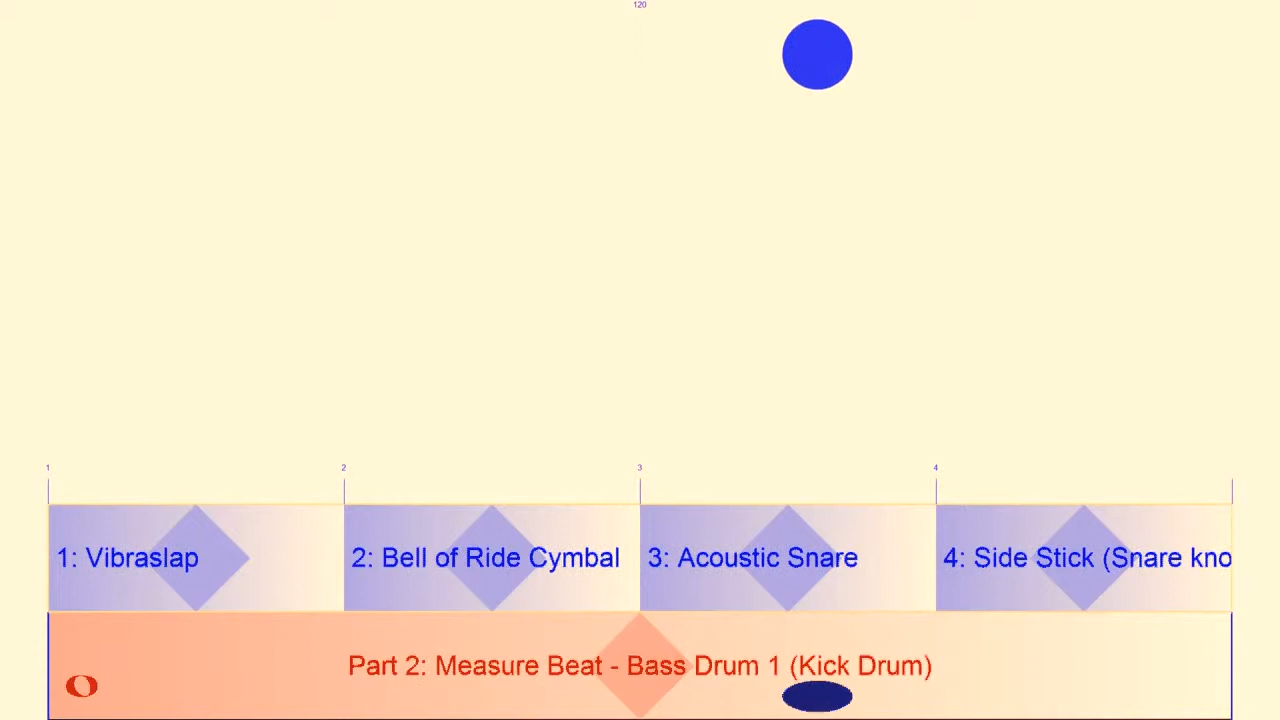 120
1
2
3
4
1: Vibraslap
2: Bell of Ride Cymbal
3: Acoustic Snare
4: Side Stick (Snare kno
Part 2: Measure Beat - Bass Drum 1 (Kick Drum)